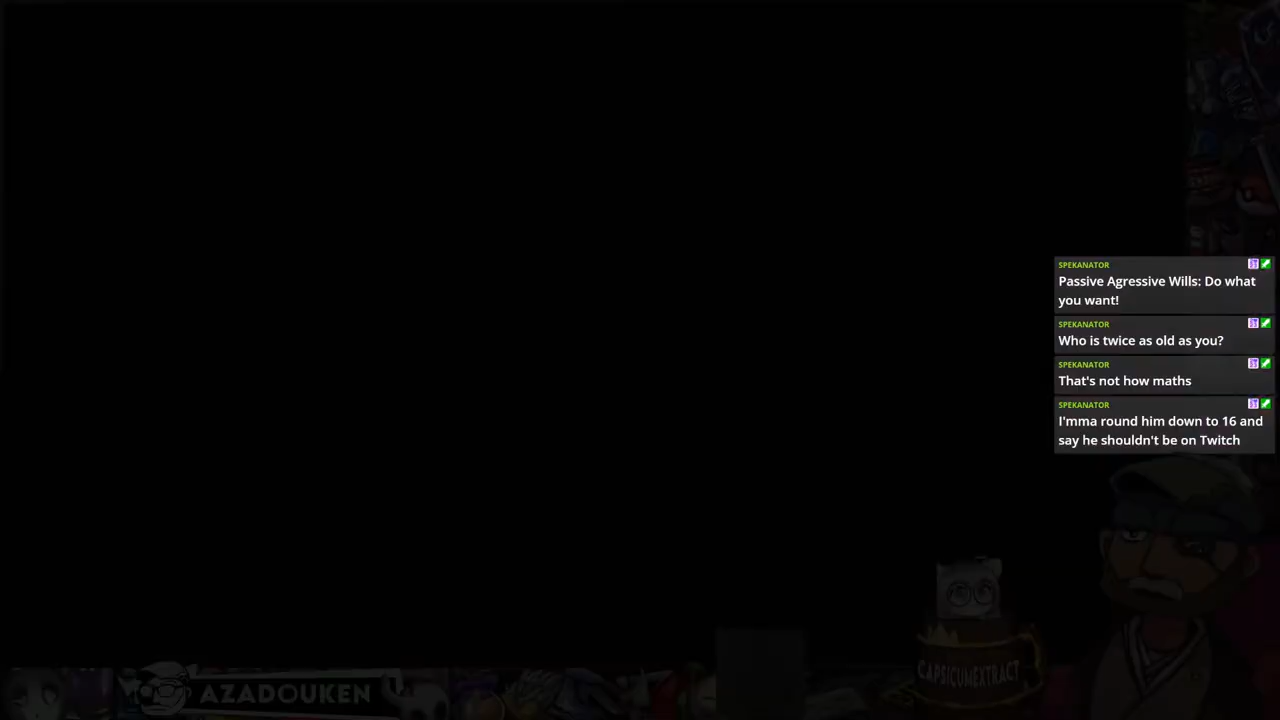 SPEKANATOR
Passive Agressive Wills: Do what
you want!
SPEKANATOR
Who is twice as old as you?
SPEKANATOR
That's not how maths
SPEKANATOR
I'mma round him down to 16 and
say he shouldn't be on Twitch
CAPSICUMEXTRACT
AZADOUKEN